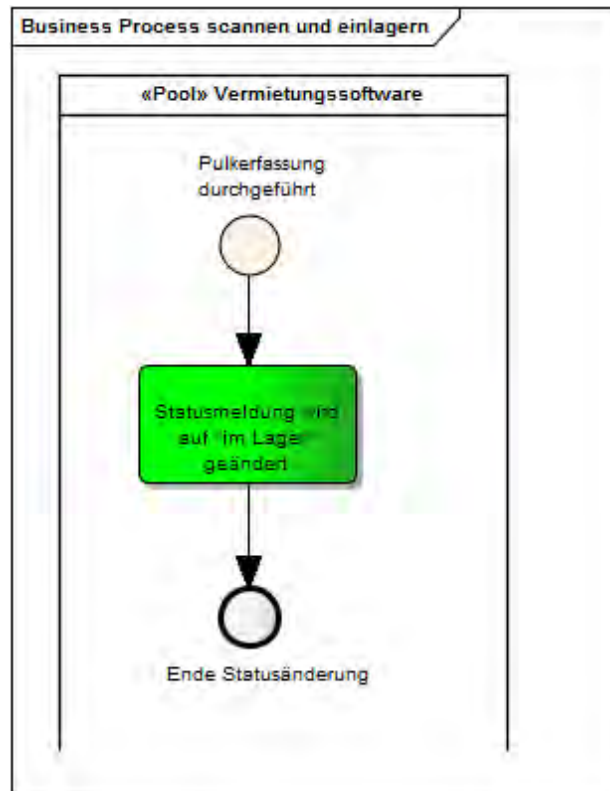 Business Process scannen und einlagern
«Pool» Vermietungssoftware
Pulkerfassung
durchgeführt
Statusmeldung wird
auf "im Lager"
geändert
Ende Statusänderung